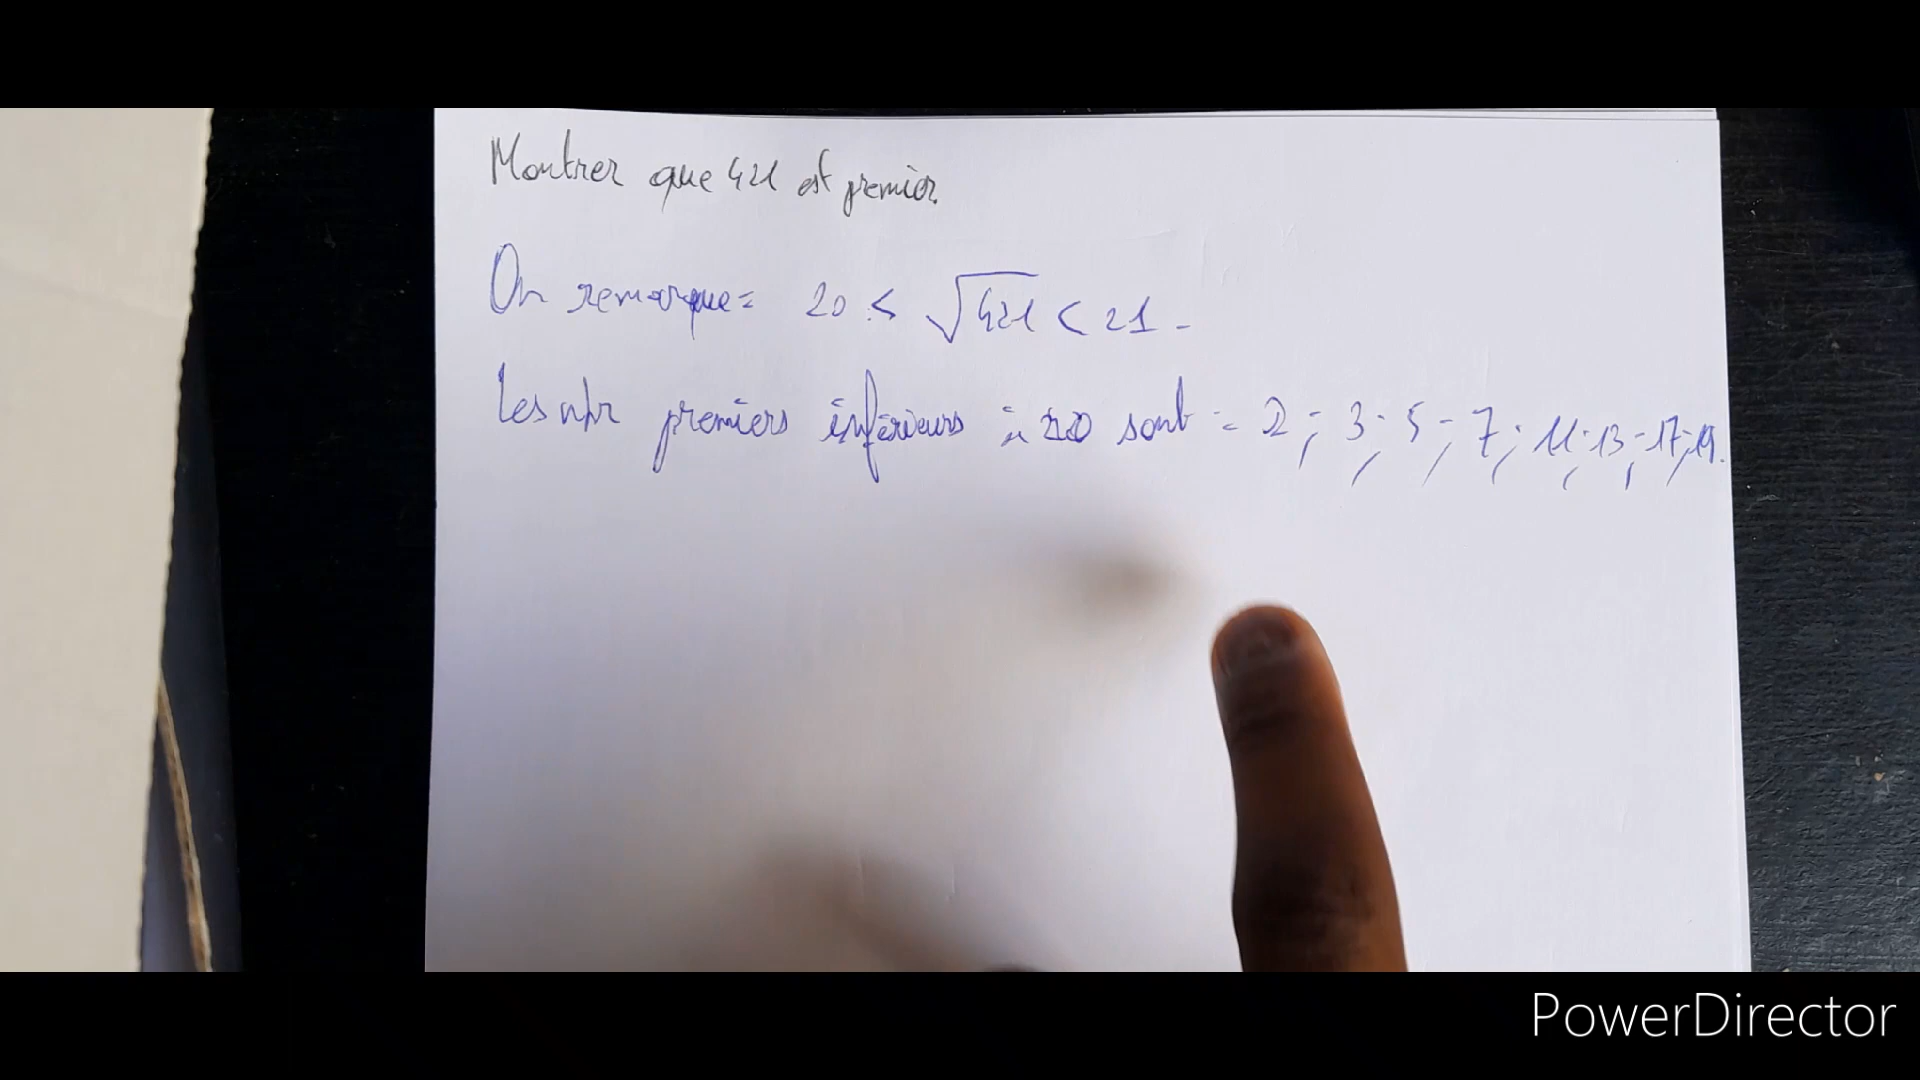 Montrer que 421 est premier.
On remarque = 20 < √421 < 21 -
Les nbr premiers inférieurs à 20 sont = 2 ; 3 ; 5 ; 7 ; 11 ; 13 ; 17 ; 19.
PowerDirector